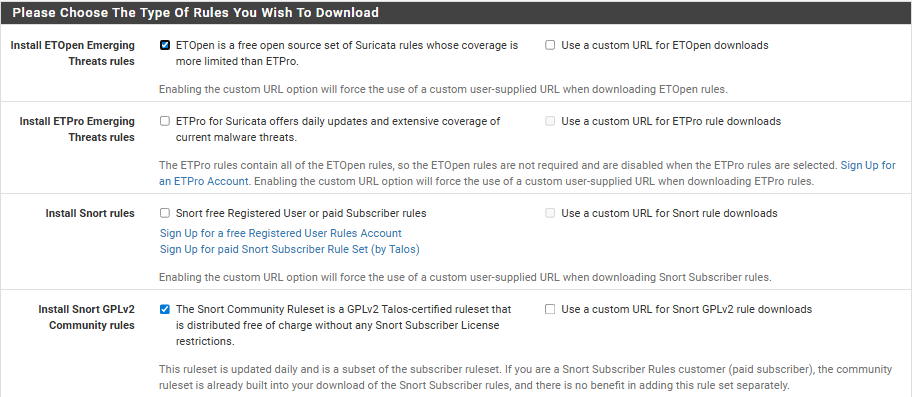 Please Choose The Type Of Rules You Wish To Download
Install ETOpen Emerging
Threats rules
ETOpen is a free open source set of Suricata rules whose coverage is
more limited than ETPro.
Use a custom URL for ETOpen downloads
Enabling the custom URL option will force the use of a custom user-supplied URL when downloading ETOpen rules.
Install ETPro Emerging
Threats rules
ETPro for Suricata offers daily updates and extensive coverage of
current malware threats.
Use a custom URL for ETPro rule downloads
The ETPro rules contain all of the ETOpen rules, so the ETOpen rules are not required and are disabled when the ETPro rules are selected. Sign Up for
an ETPro Account. Enabling the custom URL option will force the use of a custom user-supplied URL when downloading ETPro rules.
Install Snort rules
Snort free Registered User or paid Subscriber rules
Use a custom URL for Snort rule downloads
Sign Up for a free Registered User Rules Account
Sign Up for paid Snort Subscriber Rule Set (by Talos)
Enabling the custom URL option will force the use of a custom user-supplied URL when downloading Snort Subscriber rules.
Install Snort GPLv2
Community rules
The Snort Community Ruleset is a GPLv2 Talos-certified ruleset that
is distributed free of charge without any Snort Subscriber License
restrictions.
Use a custom URL for Snort GPLv2 rule downloads
This ruleset is updated daily and is a subset of the subscriber ruleset. If you are a Snort Subscriber Rules customer (paid subscriber), the community
ruleset is already built into your download of the Snort Subscriber rules, and there is no benefit in adding this rule set separately.